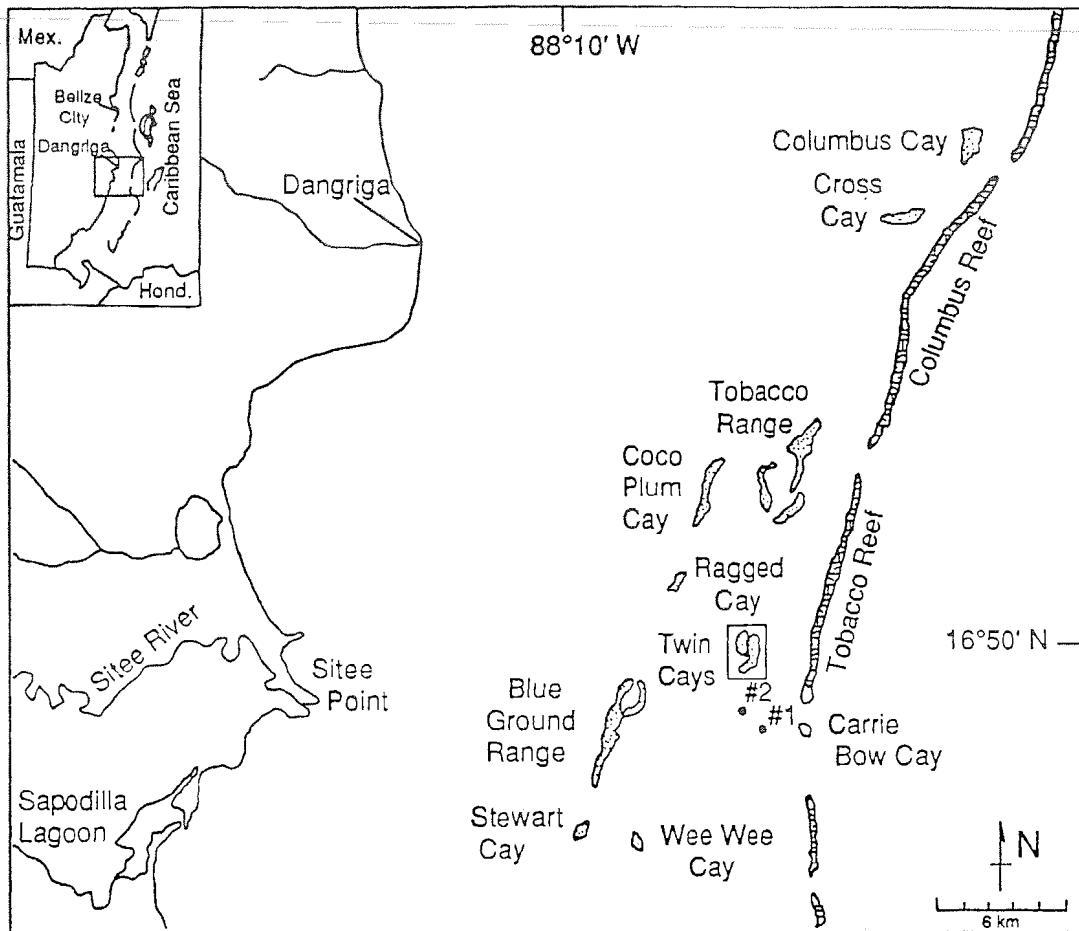 Mex.
Belize
City
Dangriga
Guatamala
Caribbean Sea
Hond.
88°10' W
Columbus Cay
Cross
Cay
Dangriga
Columbus Reef
Tobacco
Range
Coco
Plum
Cay
Tobacco Reef
Ragged
Cay
16°50' N
Twin
Cays
Sitee River
Sitee
Point
#2
#1
Blue
Ground
Range
Carrie
Bow Cay
Sapodilla
Lagoon
Stewart
Cay
Wee Wee
Cay
N
6 km